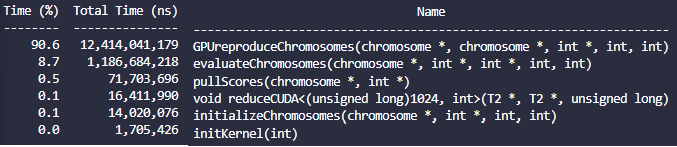 Time (%) Total Time (ns) Name
-------- --------------- ----------------------------------------------------------------------
90.6 12,414,041,179 GPUreproduceChromosomes(chromosome *, chromosome *, int *, int, int)
8.7 1,186,684,218 evaluateChromosomes(chromosome *, int *, int *, int, int)
0.5 71,703,696 pullScores(chromosome *, int *)
0.1 16,411,990 void reduceCUDA<(unsigned long)1024, int>(T2 *, T2 *, unsigned long)
0.1 14,020,076 initializeChromosomes(chromosome *, int *, int, int)
0.0 1,705,426 initKernel(int)